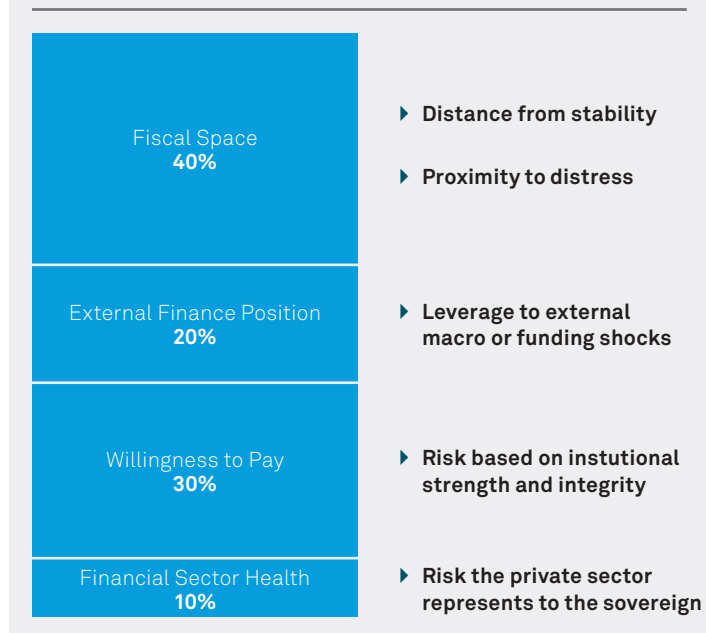 Fiscal Space
40%
Distance from stability
Proximity to distress
External Finance Position
20%
Leverage to external
macro or funding shocks
Willingness to Pay
30%
Risk based on instutional
strength and integrity
Financial Sector Health
10%
Risk the private sector
represents to the sovereign